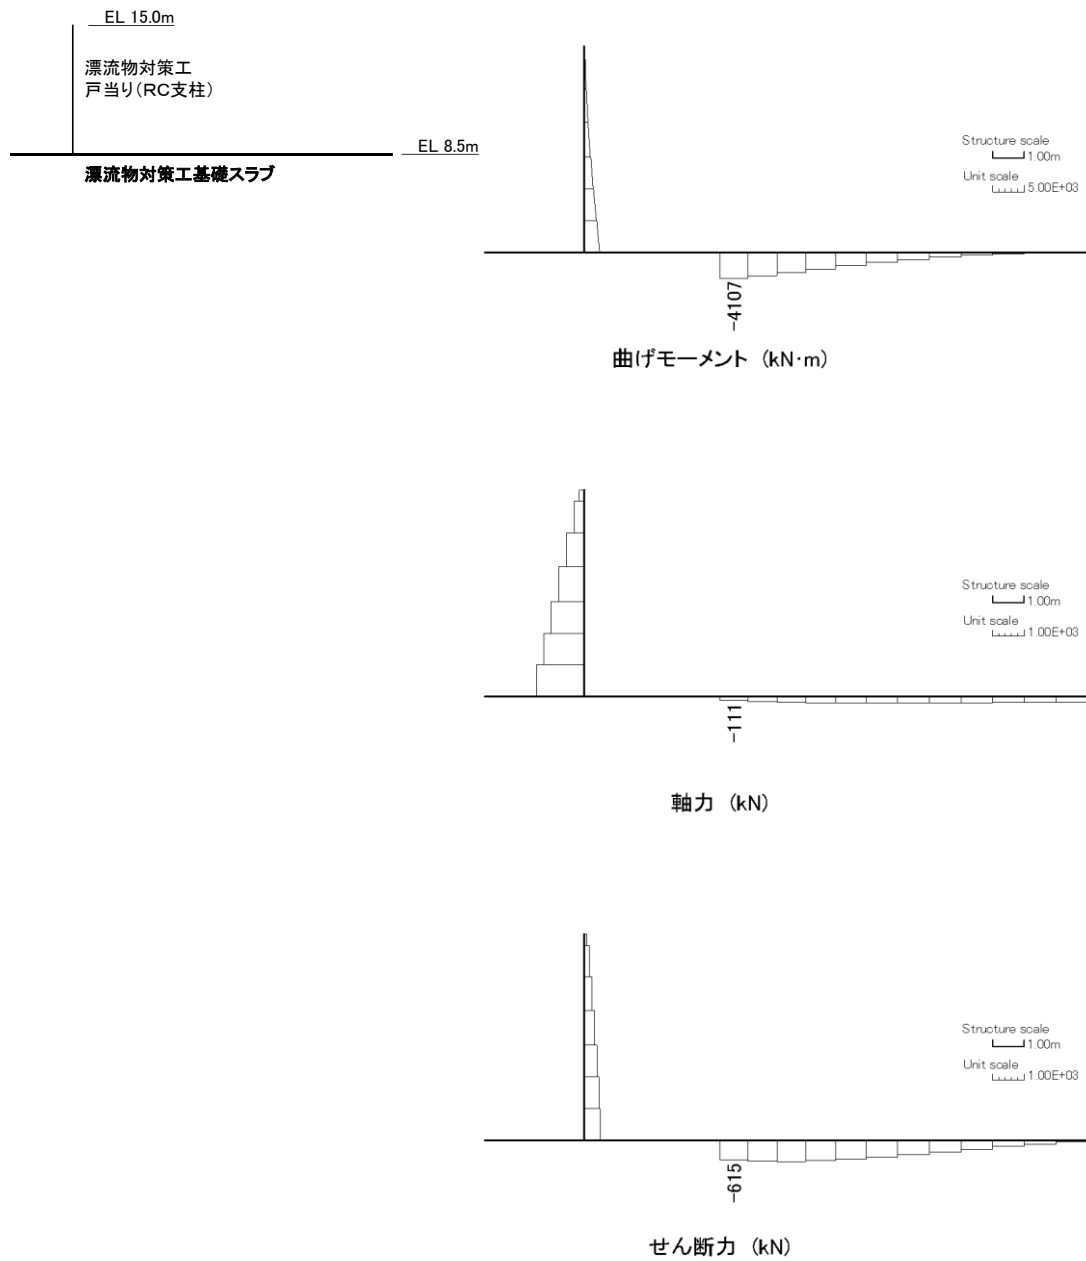 EL 15.0m
漂流物対策工
戸当り(RC支柱)
EL 8.5m
漂流物対策工基礎スラブ
Structure scale
1.00m
Unit scale
5.00E+03
-4107
曲げモーメント (kN・m)
Structure scale
1.00m
Unit scale
1.00E+03
-111
軸力 (kN)
Structure scale
1.00m
Unit scale
1.00E+03
-615
せん断力 (kN)